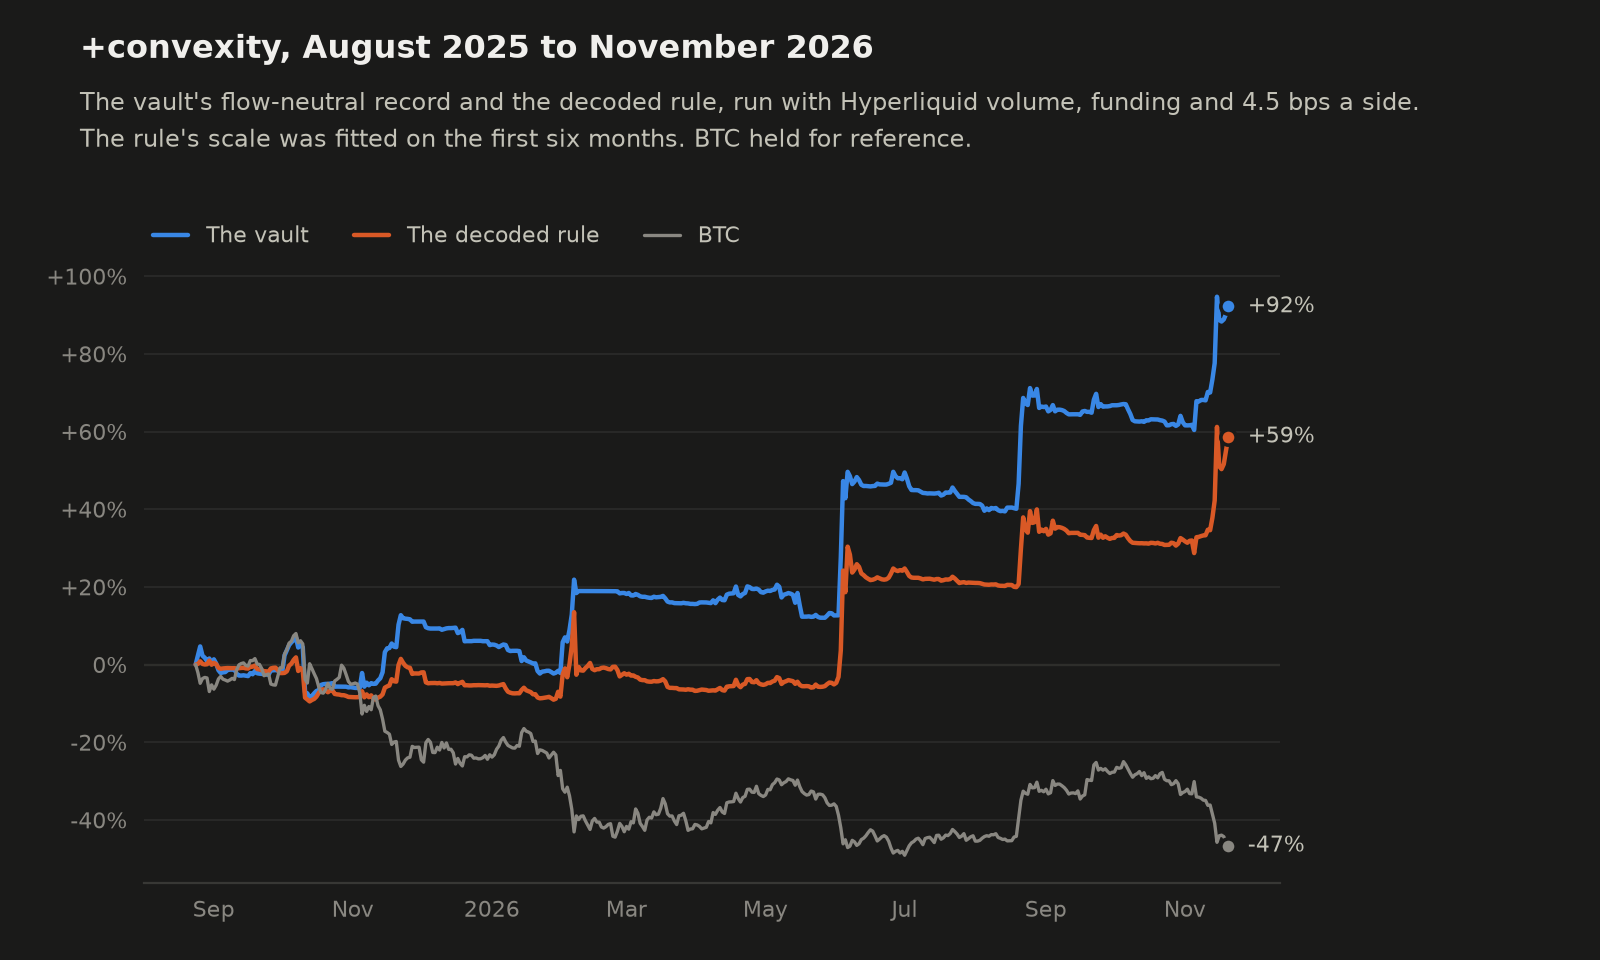 +convexity, August 2025 to November 2026
The vault's flow-neutral record and the decoded rule, run with Hyperliquid volume, funding and 4.5 bps a side.
The rule's scale was fitted on the first six months. BTC held for reference.
The vault The decoded rule BTC
+100%
+80%
+60%
+40%
+20%
0%
-20%
-40%
+92%
+59%
-47%
Sep Nov 2026 Mar May Jul Sep Nov